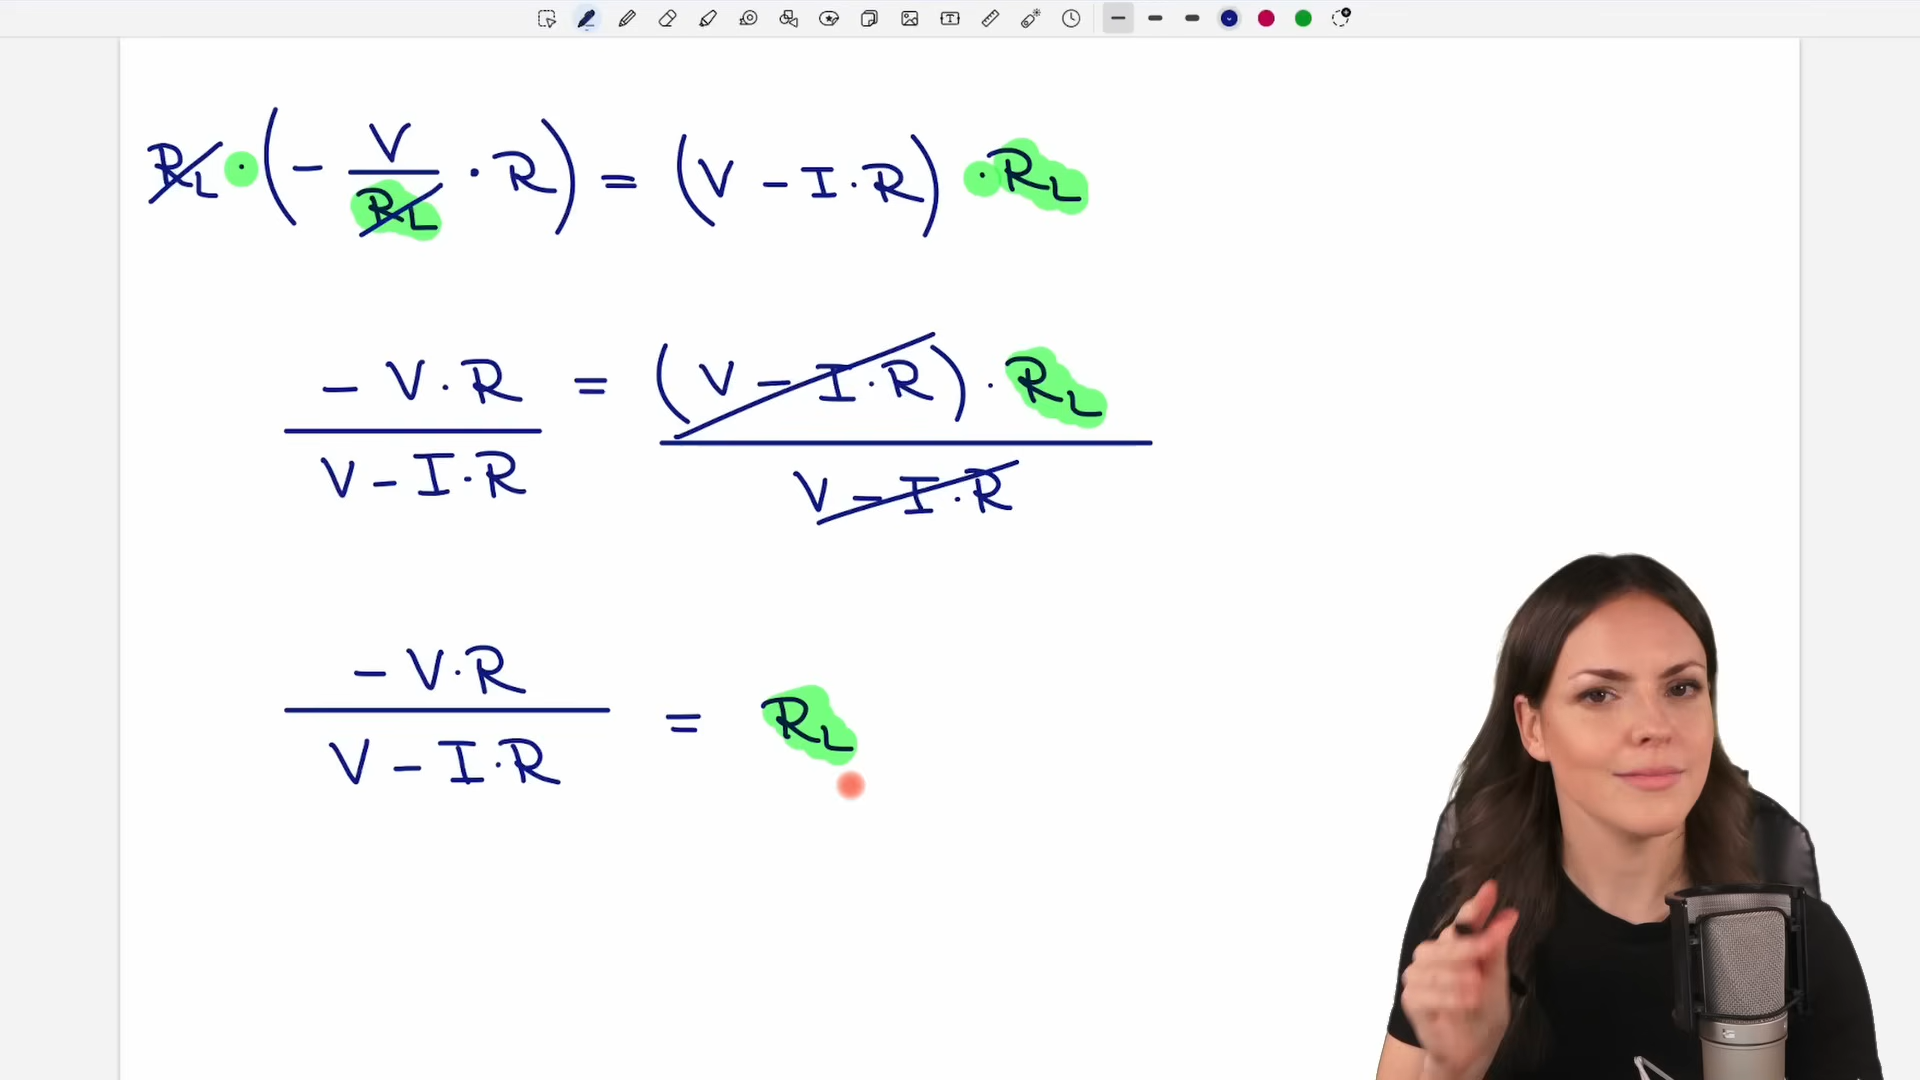 R_L · ( - V/R_L · R ) = ( V - I · R ) · R_L
- V · R / V - I · R = ( V - I · R ) · R_L / V - I · R
- V · R / V - I · R = R_L